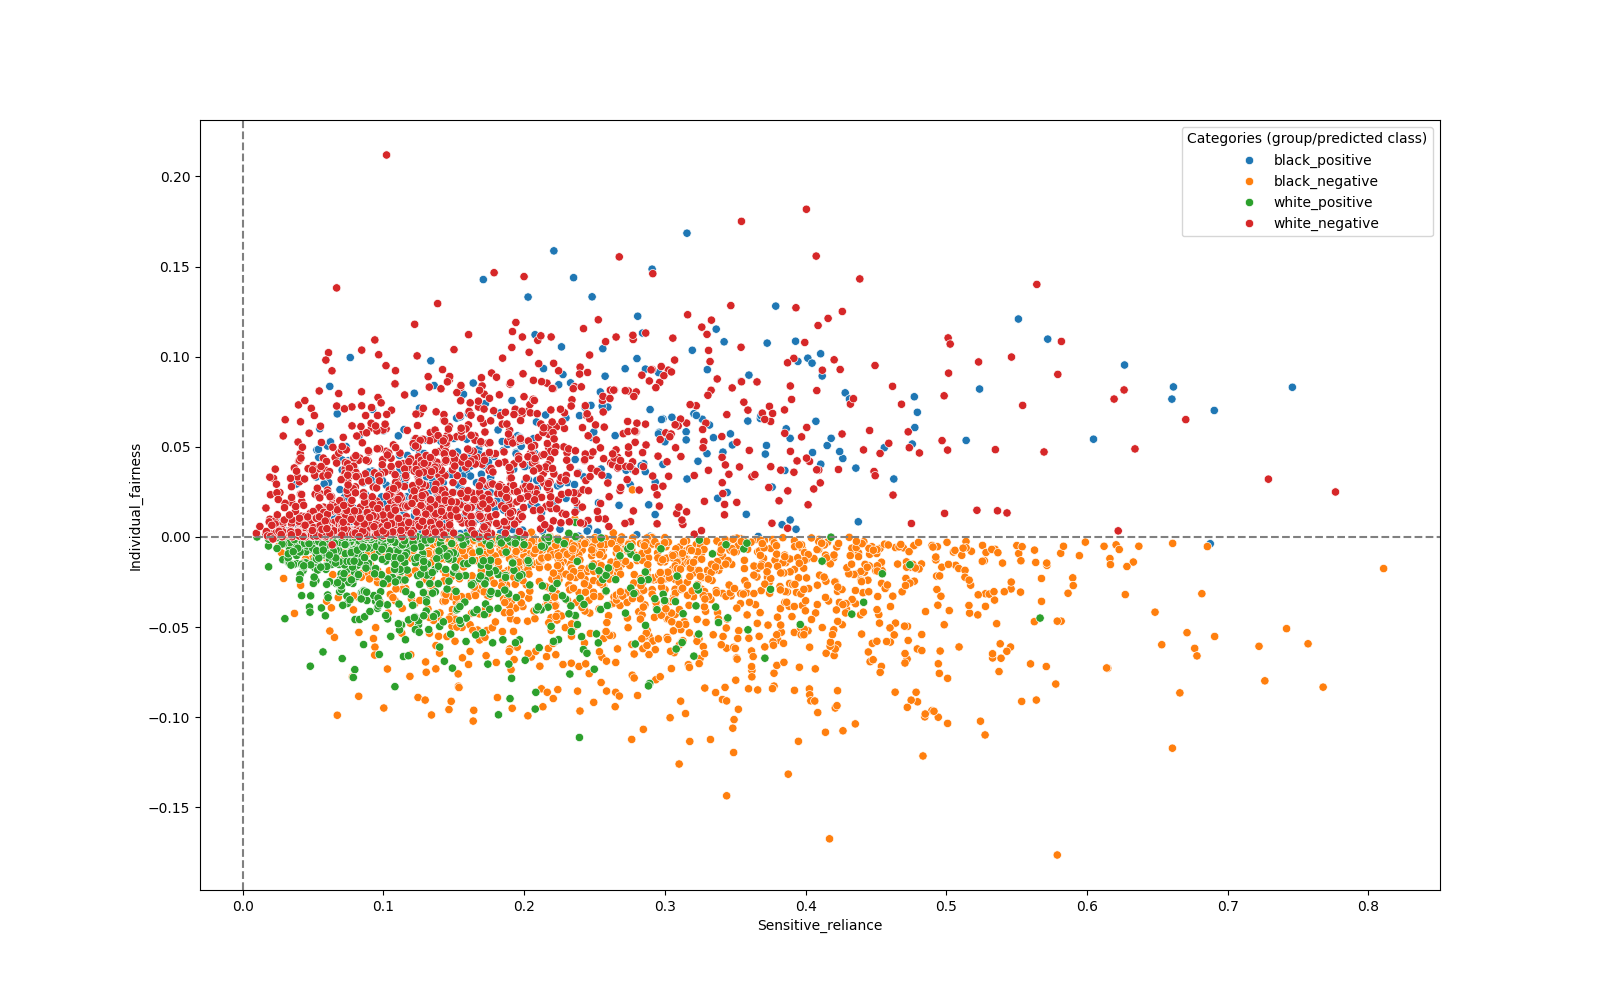 Categories (group/predicted class)
black_positive
black_negative
white_positive
white_negative
0.20
0.15
0.10
0.05
0.00
−0.05
−0.10
−0.15
Individual_fairness
0.0 0.1 0.2 0.3 0.4 0.5 0.6 0.7 0.8
Sensitive_reliance